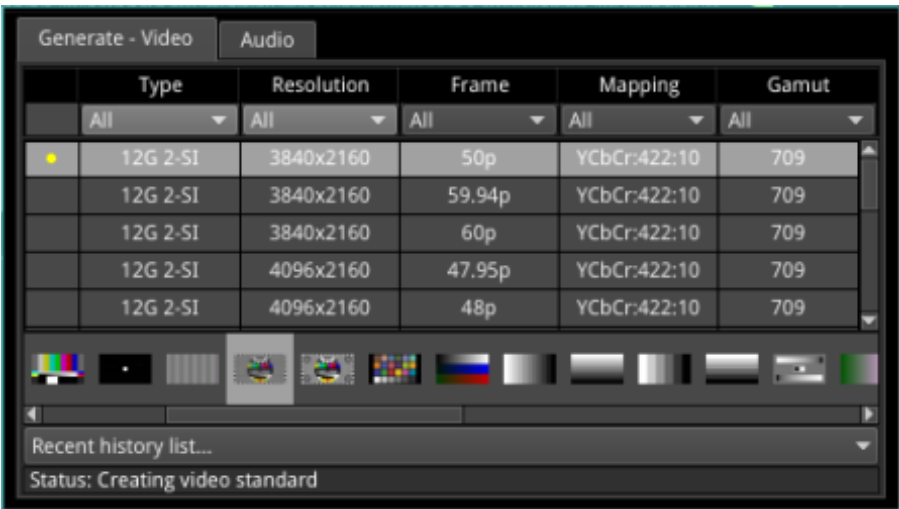 Generate - Video Audio
Type Resolution Frame Mapping Gamut
All All All All All
12G 2-SI 3840x2160 50p YCbCr:422:10 709
12G 2-SI 3840x2160 59.94p YCbCr:422:10 709
12G 2-SI 3840x2160 60p YCbCr:422:10 709
12G 2-SI 4096x2160 47.95p YCbCr:422:10 709
12G 2-SI 4096x2160 48p YCbCr:422:10 709
Recent history list...
Status: Creating video standard